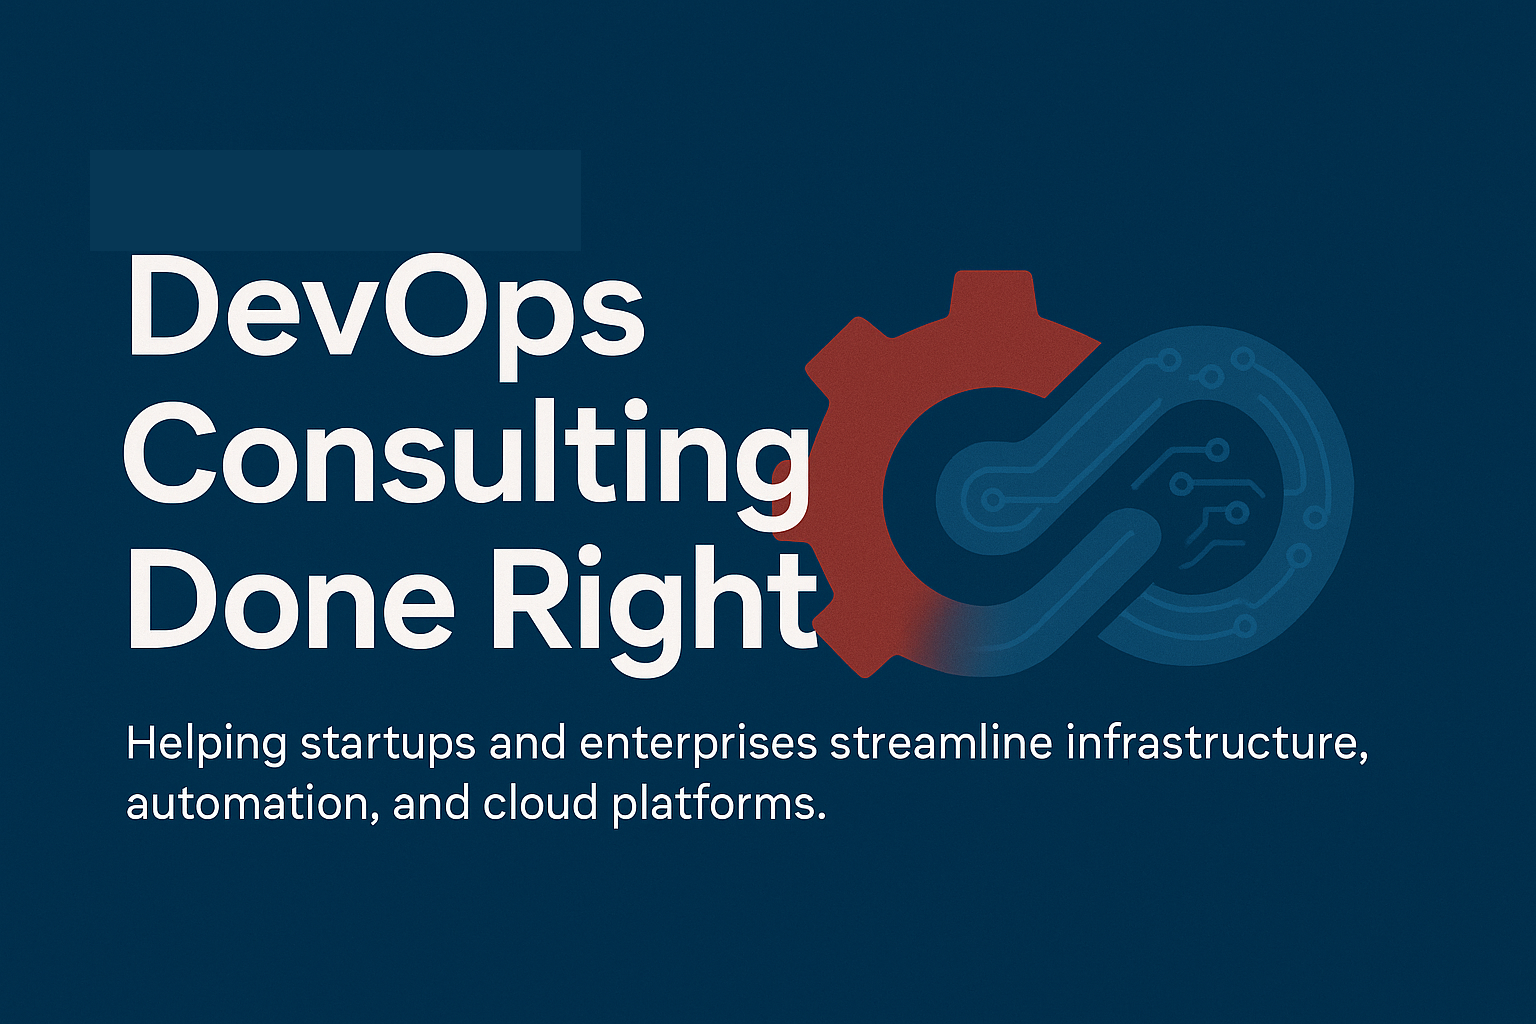 DevOps
Consulting
Done Right
Helping startups and enterprises streamline infrastructure,
automation, and cloud platforms.